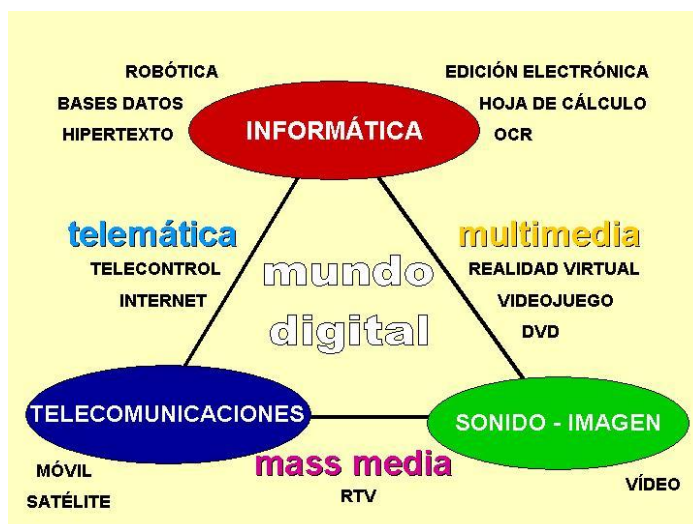 ROBÓTICA
EDICIÓN ELECTRÓNICA
BASES DATOS
HOJA DE CÁLCULO
HIPERTEXTO
INFORMÁTICA
OCR
telemática
multimedia
TELECONTROL
mundo
REALIDAD VIRTUAL
INTERNET
VIDEOJUEGO
digital
DVD
TELECOMUNICACIONES
SONIDO - IMAGEN
mass media
MÓVIL
RTV
VÍDEO
SATÉLITE